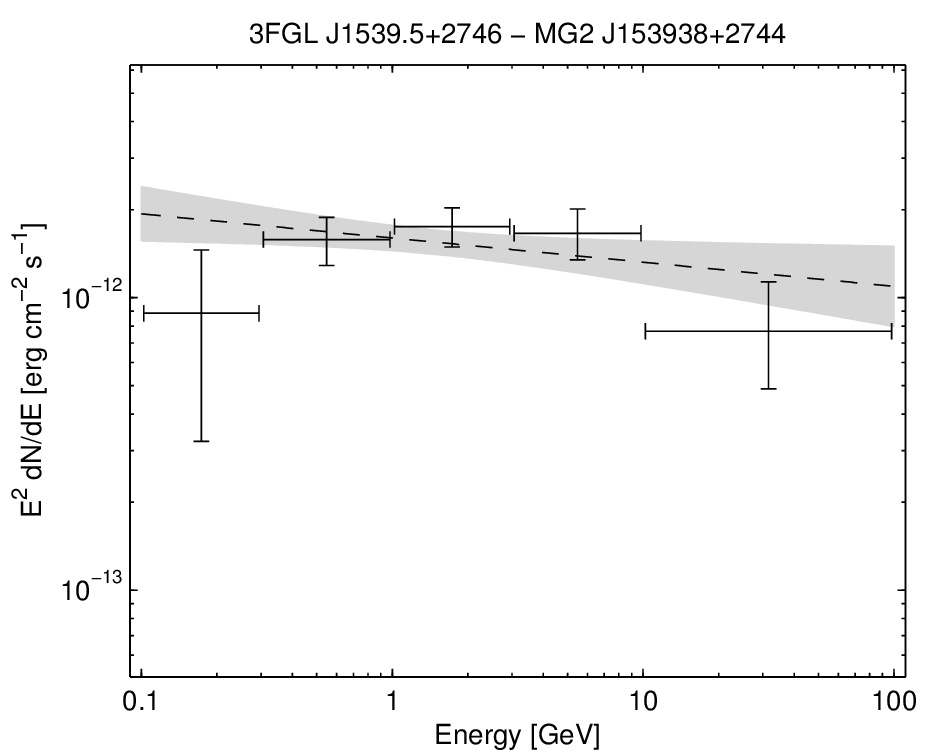 3FGL J1539.5+2746 − MG2 J153938+2744
E² dN/dE [erg cm⁻² s⁻¹]
10⁻¹²
10⁻¹³
0.1 1 10 100
Energy [GeV]